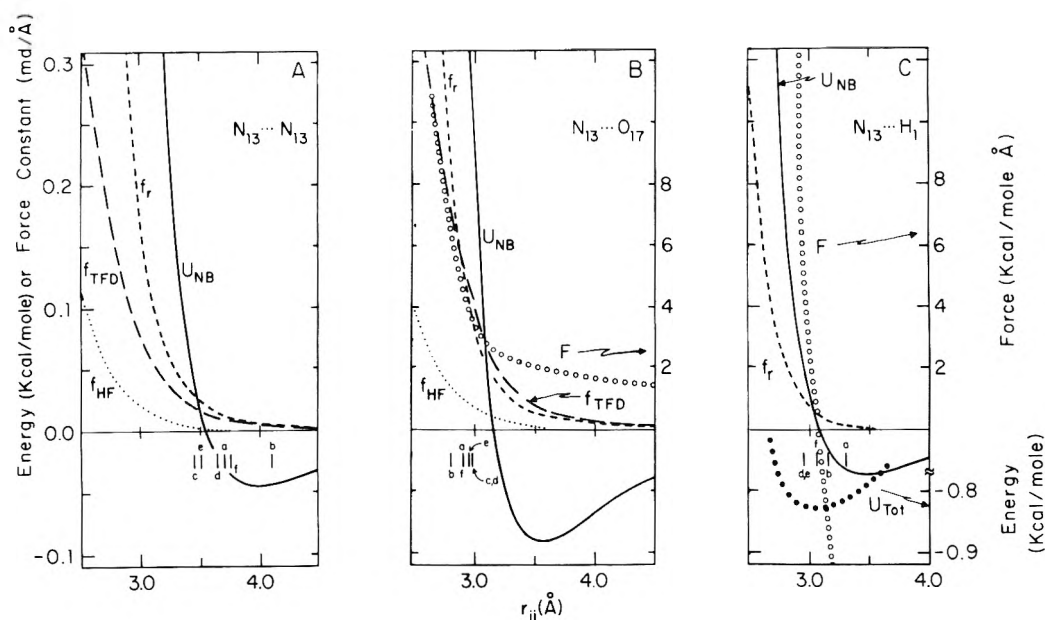 Energy (Kcal/mole) or Force Constant (md/Å)
0.3
0.2
0.1
0.0
-0.1
A
N13···N13
fr
fTFD
UNB
fHF
e
a
b
c
d
f
3.0
4.0
B
N13···O17
fr
UNB
fHF
F
fTFD
a
e
b
f
c,d
8
6
4
2
3.0
4.0
rij(Å)
C
UNB
N13···H1
F
fr
f
a
d,e
b
UTot
8
6
4
2
-0.8
-0.9
3.0
4.0
Force (Kcal/mole Å)
Energy
(Kcal/mole)